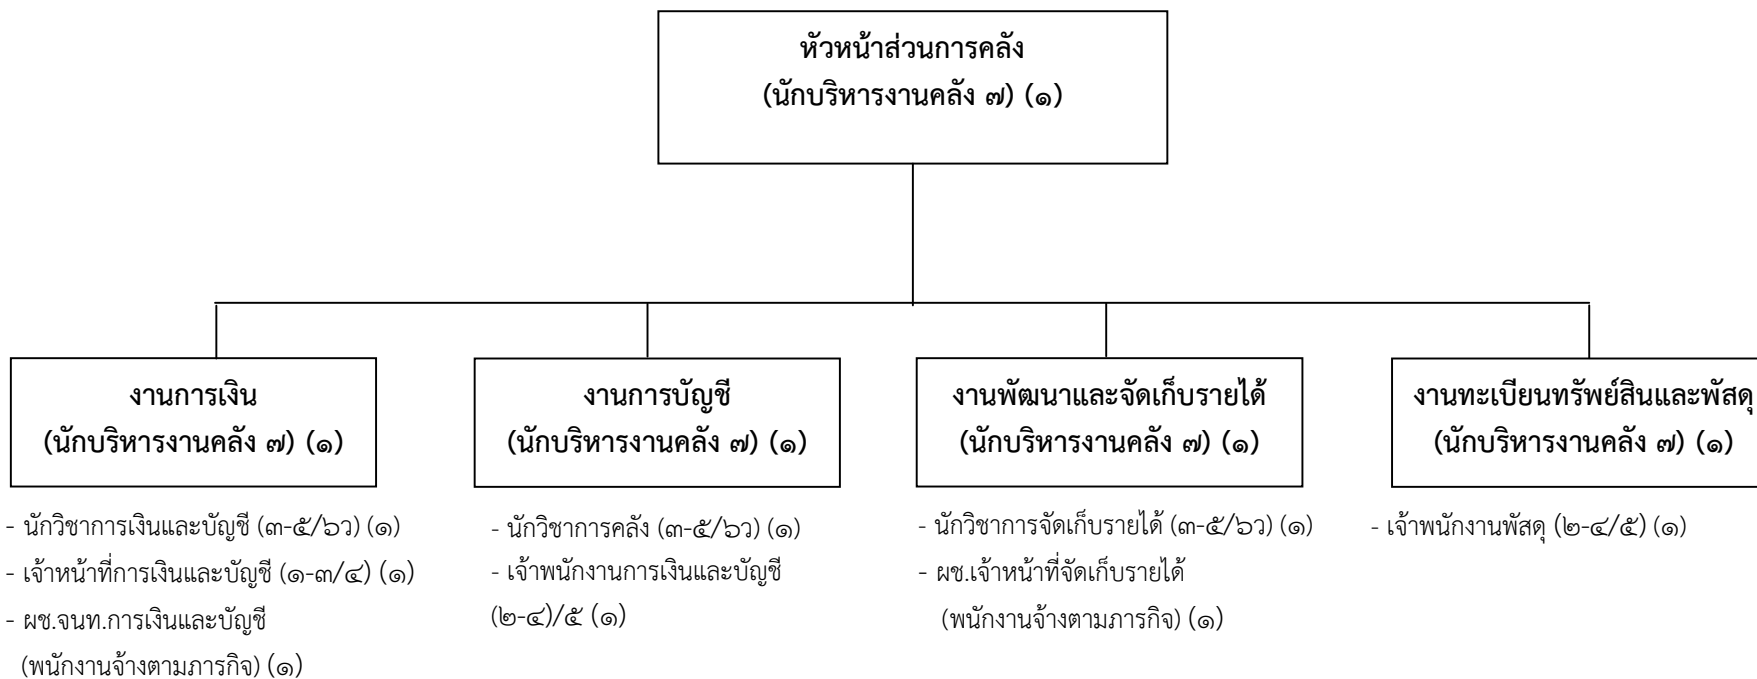 หัวหน้าส่วนการคลัง
(นักบริหารงานคลัง ๗) (๑)
งานการเงิน
(นักบริหารงานคลัง ๗) (๑)
- นักวิชาการเงินและบัญชี (๓-๕/๖ว) (๑)
- เจ้าหน้าที่การเงินและบัญชี (๑-๓/๔) (๑)
- ผช.จนท.การเงินและบัญชี
(พนักงานจ้างตามภารกิจ) (๑)
งานการบัญชี
(นักบริหารงานคลัง ๗) (๑)
- นักวิชาการคลัง (๓-๕/๖ว) (๑)
- เจ้าพนักงานการเงินและบัญชี
(๒-๔)/๕ (๑)
งานพัฒนาและจัดเก็บรายได้
(นักบริหารงานคลัง ๗) (๑)
- นักวิชาการจัดเก็บรายได้ (๓-๕/๖ว) (๑)
- ผช.เจ้าหน้าที่จัดเก็บรายได้
(พนักงานจ้างตามภารกิจ) (๑)
งานทะเบียนทรัพย์สินและพัสดุ
(นักบริหารงานคลัง ๗) (๑)
- เจ้าพนักงานพัสดุ (๒-๔/๕) (๑)